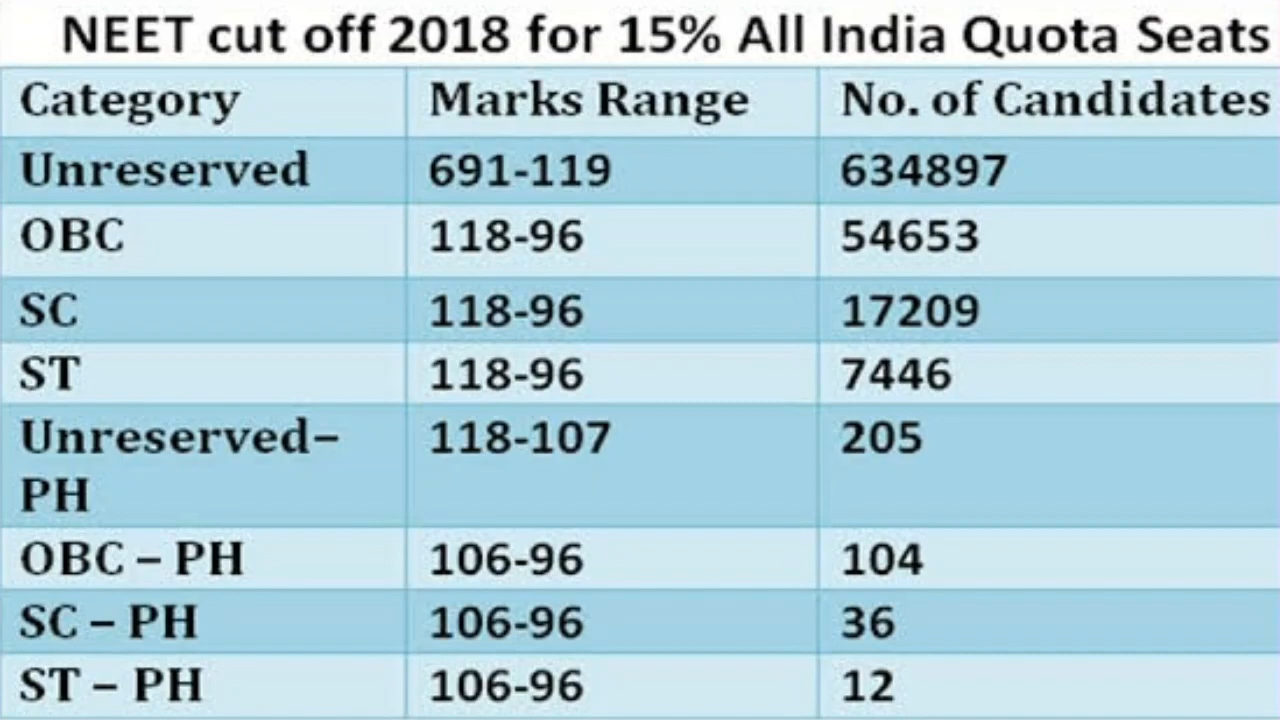 NEET cut off 2018 for 15% All India Quota Seats
Category Marks Range No. of Candidates
Unreserved 691-119 634897
OBC 118-96 54653
SC 118-96 17209
ST 118-96 7446
Unreserved– 118-107 205
PH
OBC – PH 106-96 104
SC – PH 106-96 36
ST – PH 106-96 12